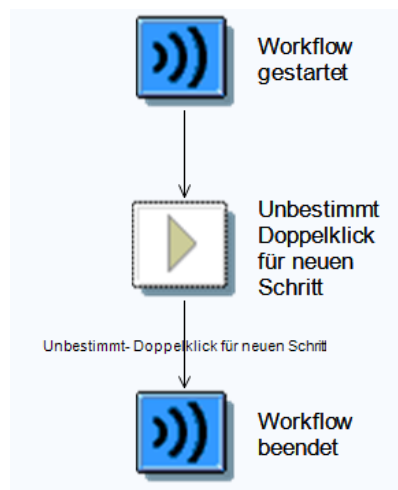 Workflow
gestartet
Unbestimmt
Doppelklick
für neuen
Schritt
Unbestimmt- Doppelklick für neuen Schritt
Workflow
beendet